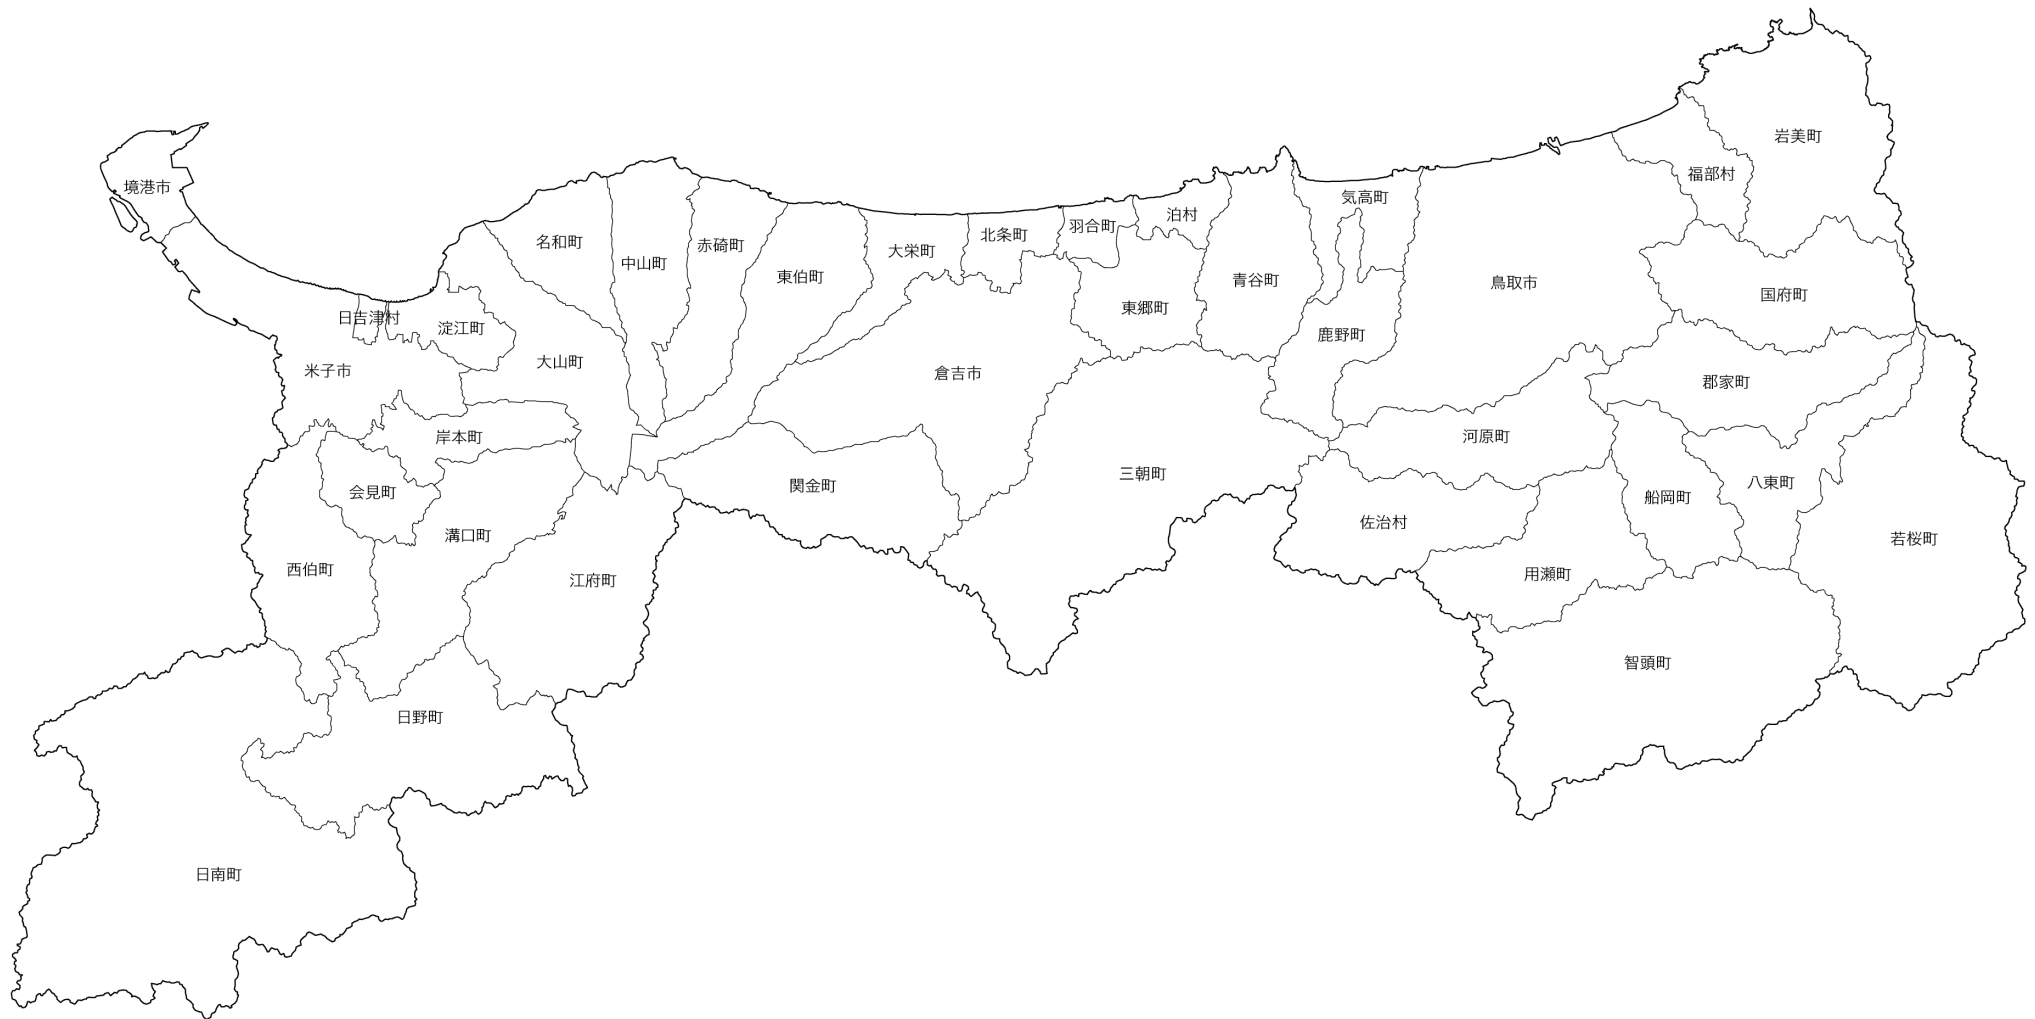 岩美町
福部村
境港市
気高町
泊村
羽合町
北条町
名和町
赤碕町
大栄町
中山町
東伯町
青谷町
鳥取市
国府町
東郷町
日吉津村
淀江町
鹿野町
大山町
米子市
倉吉市
郡家町
岸本町
河原町
三朝町
八東町
関金町
会見町
船岡町
佐治村
溝口町
若桜町
西伯町
用瀬町
江府町
智頭町
日野町
日南町